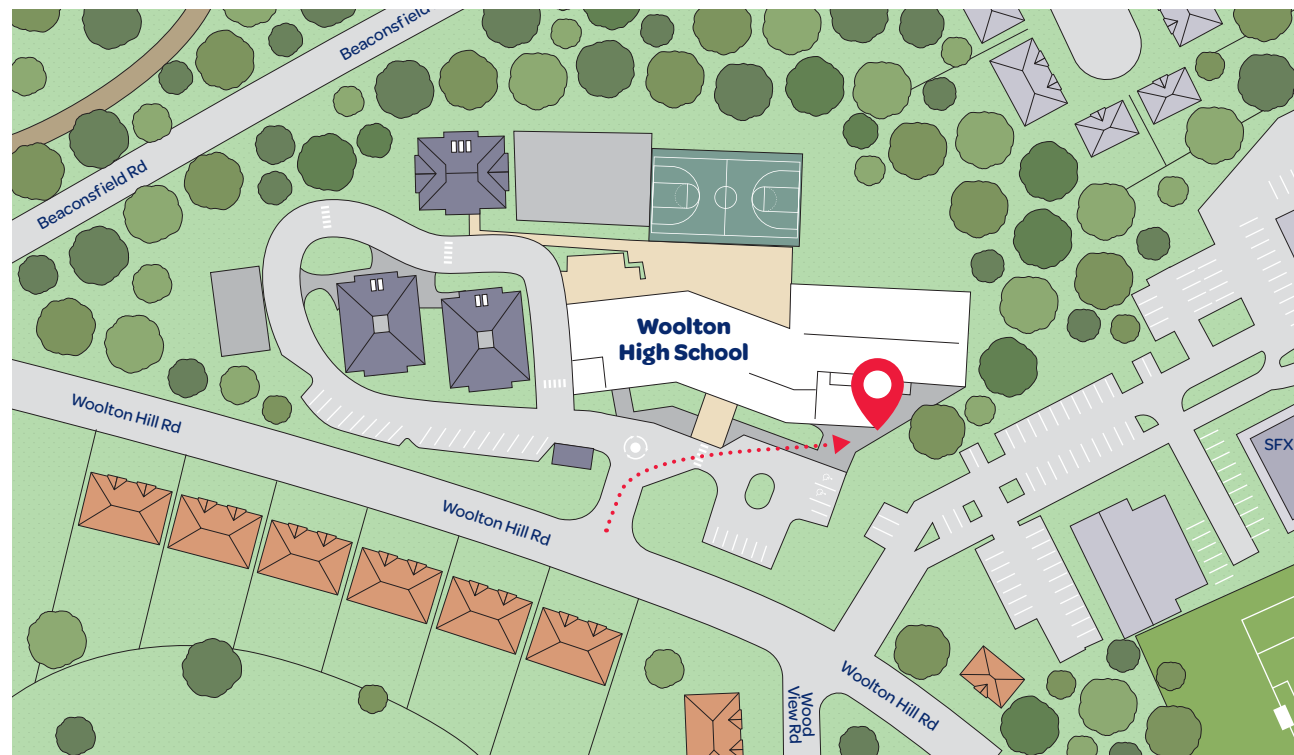 Beaconsfield
Beaconsfield Rd
Woolton
High School
Woolton Hill Rd
SFX
Woolton Hill Rd
Woolton Hill Rd
Wood
View Rd